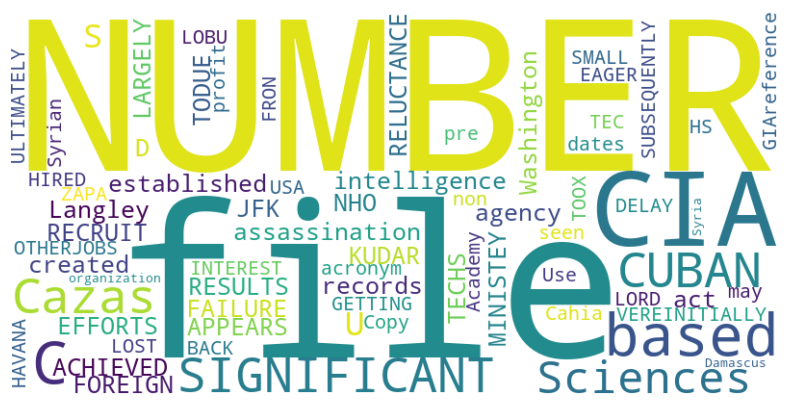 NUMBER
file
CIA
CUBAN
based
SIGNIFICANT
Sciences
Cazas
C
S
LOBU
LARGELY
TODUE
profit
FRON
ULTIMATELY
Syrian
D
RELUCTANCE
pre
Washington
SMALL
EAGER
TEC
dates
SUBSEQUENTLY
HS
GIAreference
HIRED
ZAPA
established
USA
intelligence
Langley
JFK
NHO
agency
non
TOOX
DELAY
Syria
RECRUIT
assassination
seen
OTHERJOBS
created
organization
INTEREST
RESULTS
acronym
KUDAR
records
TECHS
Academy
MINISTEY
Use
LORD
act
may
FAILURE
GETTING
EFFORTS
APPEARS
U
Copy
Cahia
VEREINITIALLY
HAVANA
LOST
BACK
ACHIEVED
FOREIGN
Damascus